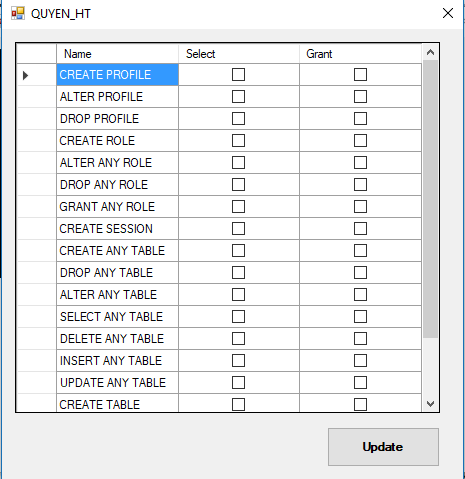 QUYEN_HT
Name Select Grant
CREATE PROFILE
ALTER PROFILE
DROP PROFILE
CREATE ROLE
ALTER ANY ROLE
DROP ANY ROLE
GRANT ANY ROLE
CREATE SESSION
CREATE ANY TABLE
DROP ANY TABLE
ALTER ANY TABLE
SELECT ANY TABLE
DELETE ANY TABLE
INSERT ANY TABLE
UPDATE ANY TABLE
CREATE TABLE
Update